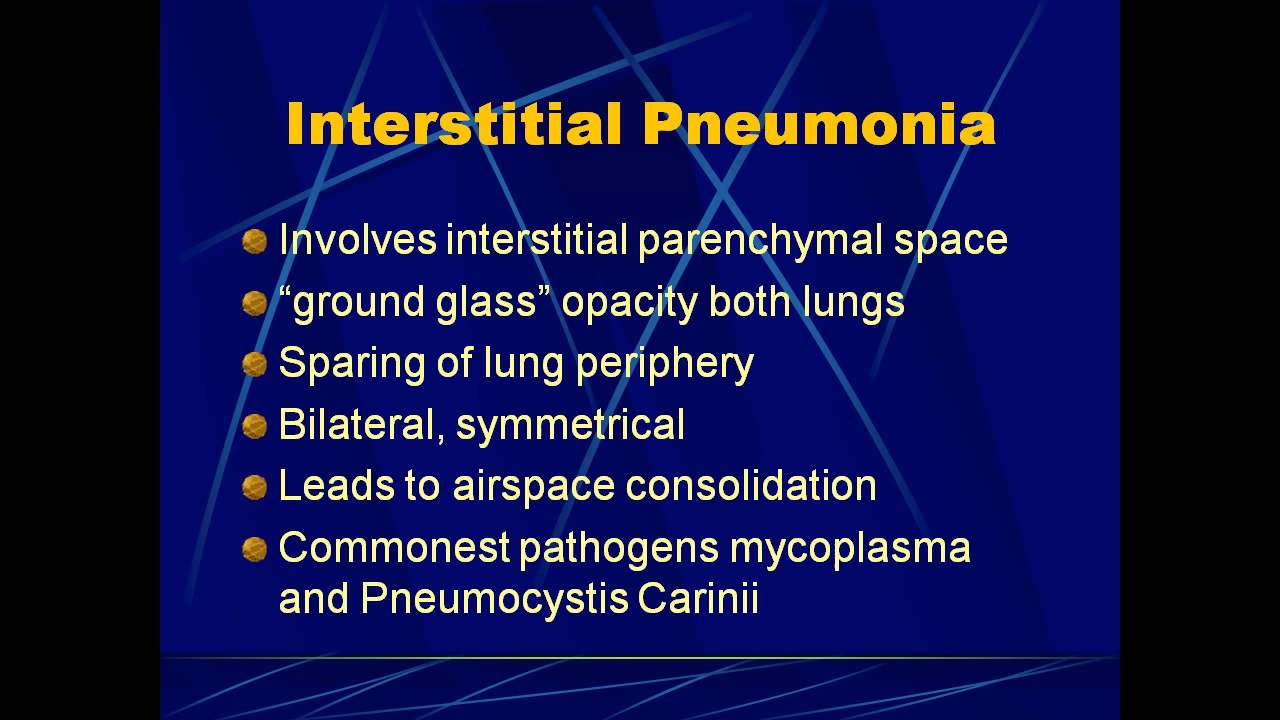 Interstitial Pneumonia
Involves interstitial parenchymal space
“ground glass” opacity both lungs
Sparing of lung periphery
Bilateral, symmetrical
Leads to airspace consolidation
Commonest pathogens mycoplasma
and Pneumocystis Carinii